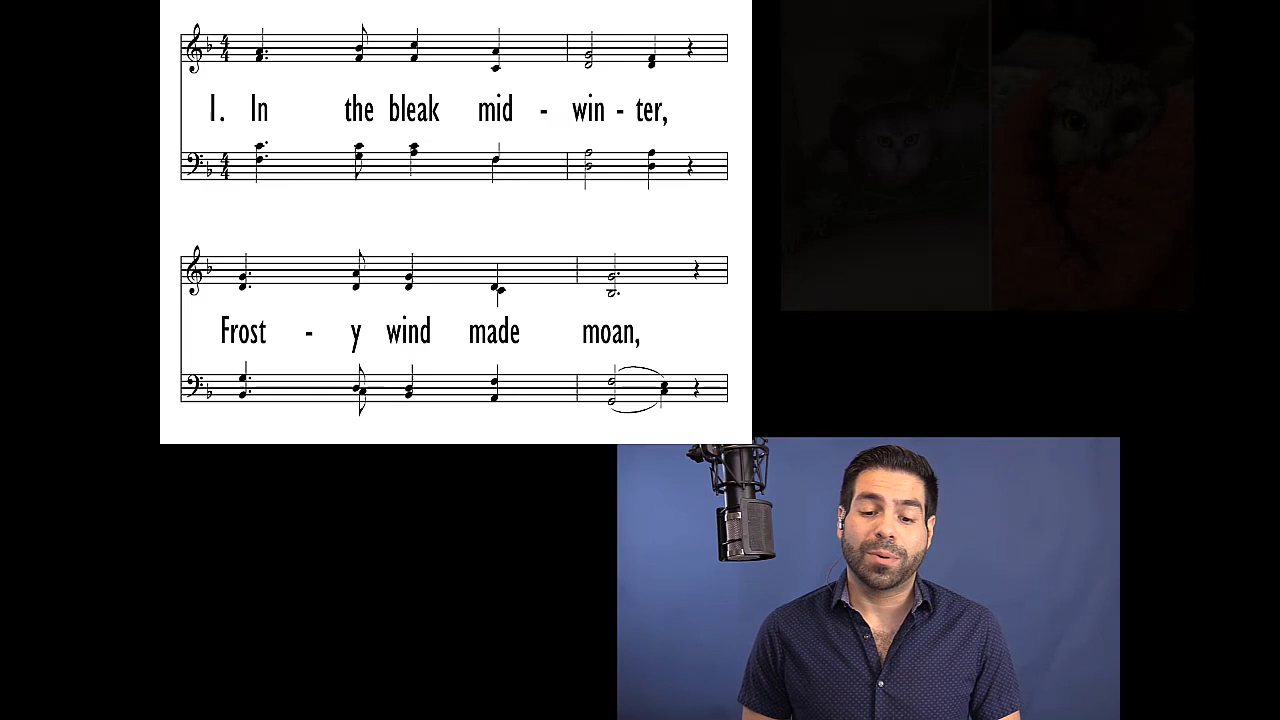 1. In the bleak mid - win - ter,
Frost - y wind made moan,